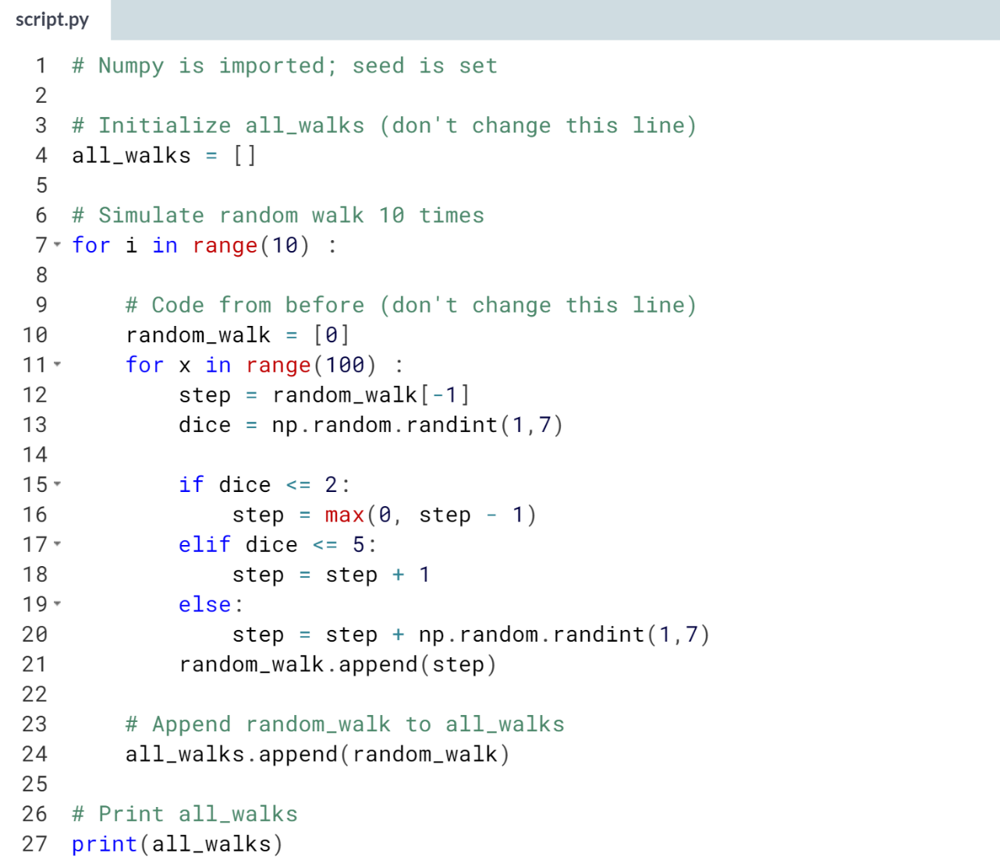 script.py
1 # Numpy is imported; seed is set
2
3 # Initialize all_walks (don't change this line)
4 all_walks = []
5
6 # Simulate random walk 10 times
7 for i in range(10) :
8
9     # Code from before (don't change this line)
10     random_walk = [0]
11     for x in range(100) :
12         step = random_walk[-1]
13         dice = np.random.randint(1,7)
14
15         if dice <= 2:
16             step = max(0, step - 1)
17         elif dice <= 5:
18             step = step + 1
19         else:
20             step = step + np.random.randint(1,7)
21         random_walk.append(step)
22
23     # Append random_walk to all_walks
24     all_walks.append(random_walk)
25
26 # Print all_walks
27 print(all_walks)